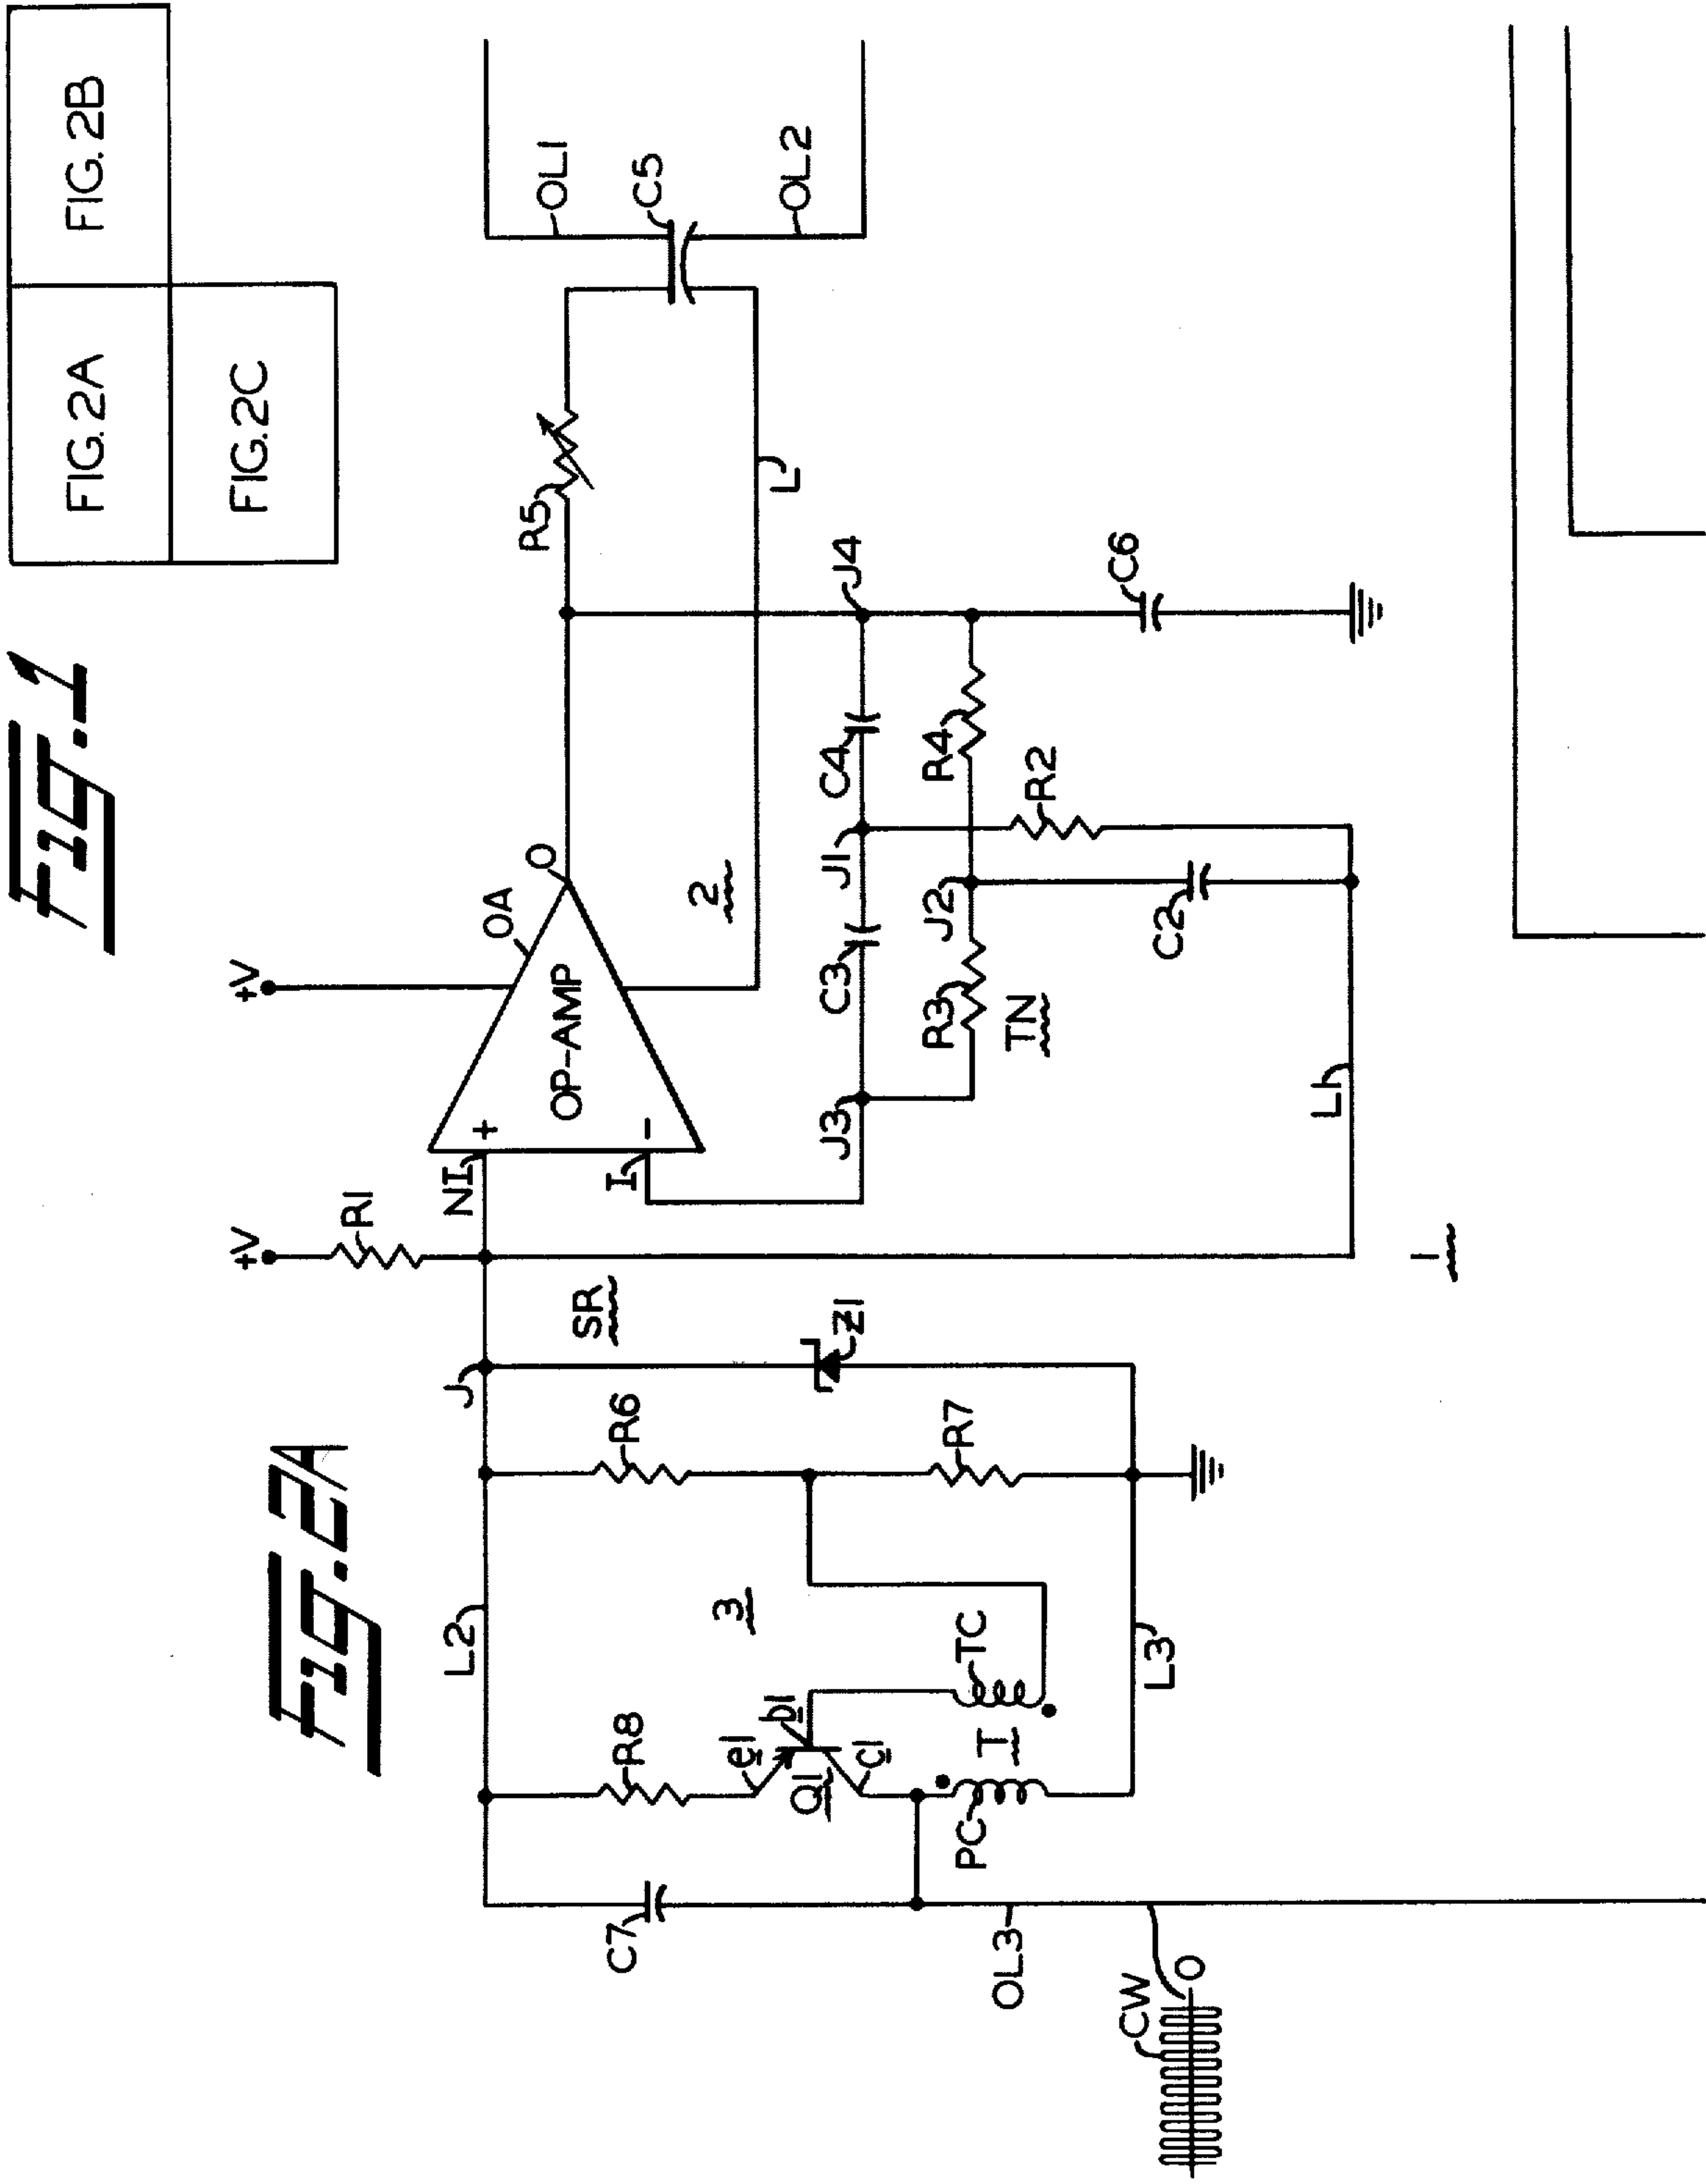 Fig. 1
FIG. 2A
FIG. 2B
FIG. 2C
Fig. 2A
+V
+V
R1
OA
NI
+
OP-AMP
O
I
-
2
R5
OL1
C5
OL2
L
J4
C6
J3
C3
J1
C4
R3
J2
R4
R2
TN
C2
L1
1
SR
J
Z1
L2
R6
R7
3
R8
e1
b1
Q1
c1
TC
T
PC
L3
C7
OL3
CW
O